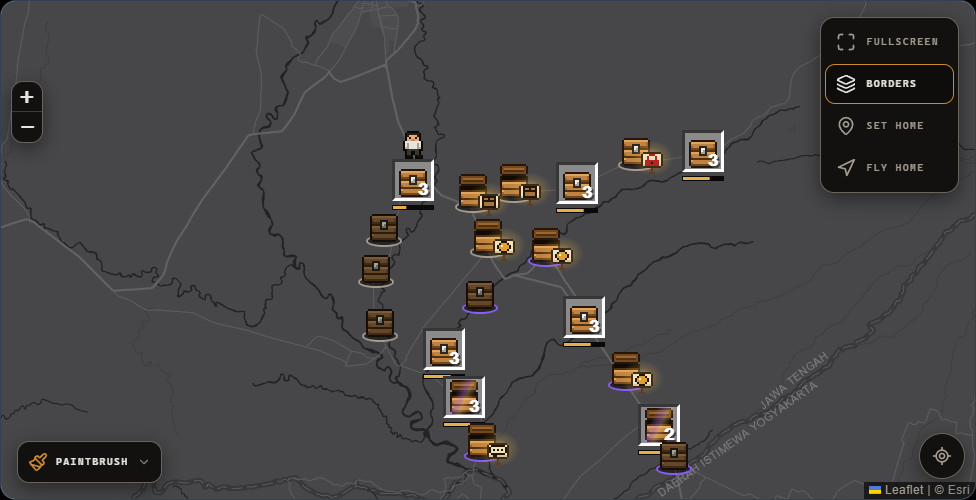 FULLSCREEN
BORDERS
SET HOME
FLY HOME
+
−
3
3
3
3
3
3
2
JAWA TENGAH
DAERAH ISTIMEWA YOGYAKARTA
PAINTBRUSH
Leaflet | © Esri